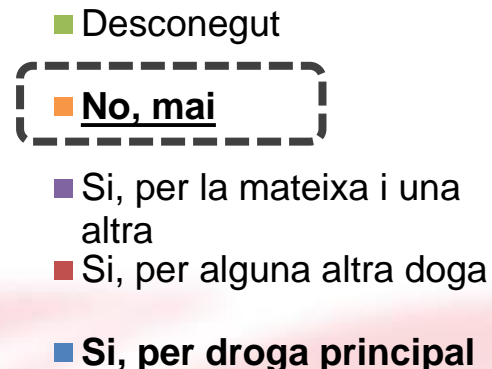 Desconegut
No, mai
Si, per la mateixa i una
altra
Si, per alguna altra doga
Si, per droga principal